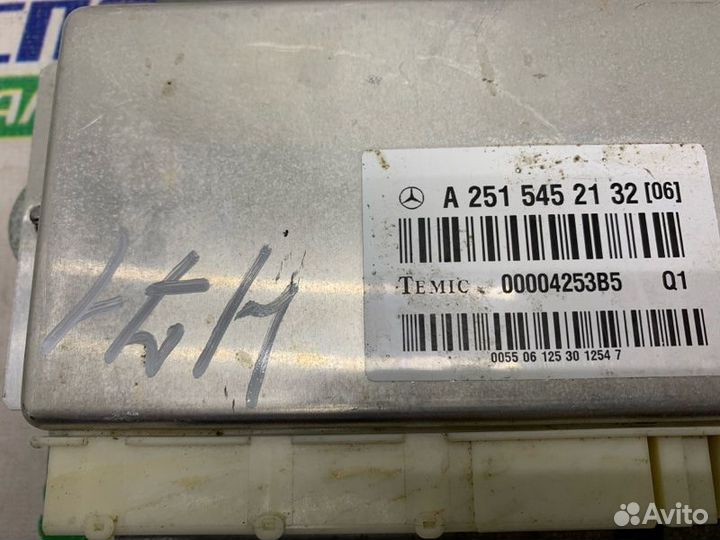 A 251 545 21 32 [06]
TEMIC 00004253B5 Q1
0055 06 125 30 1254 7
Avito